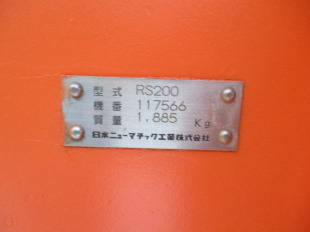 型式 RS200
機番 117566
質量 1,885 Kg
日本ニューマチック工業株式会社